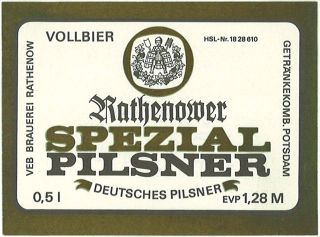 VOLLBIER
HSL-Nr. 18 28 610
VEB BRAUEREI RATHENOW
GETRÄNKEKOMB. POTSDAM
Rathenower
SPEZIAL
PILSNER
DEUTSCHES PILSNER
0,5 l
EVP 1,28 M